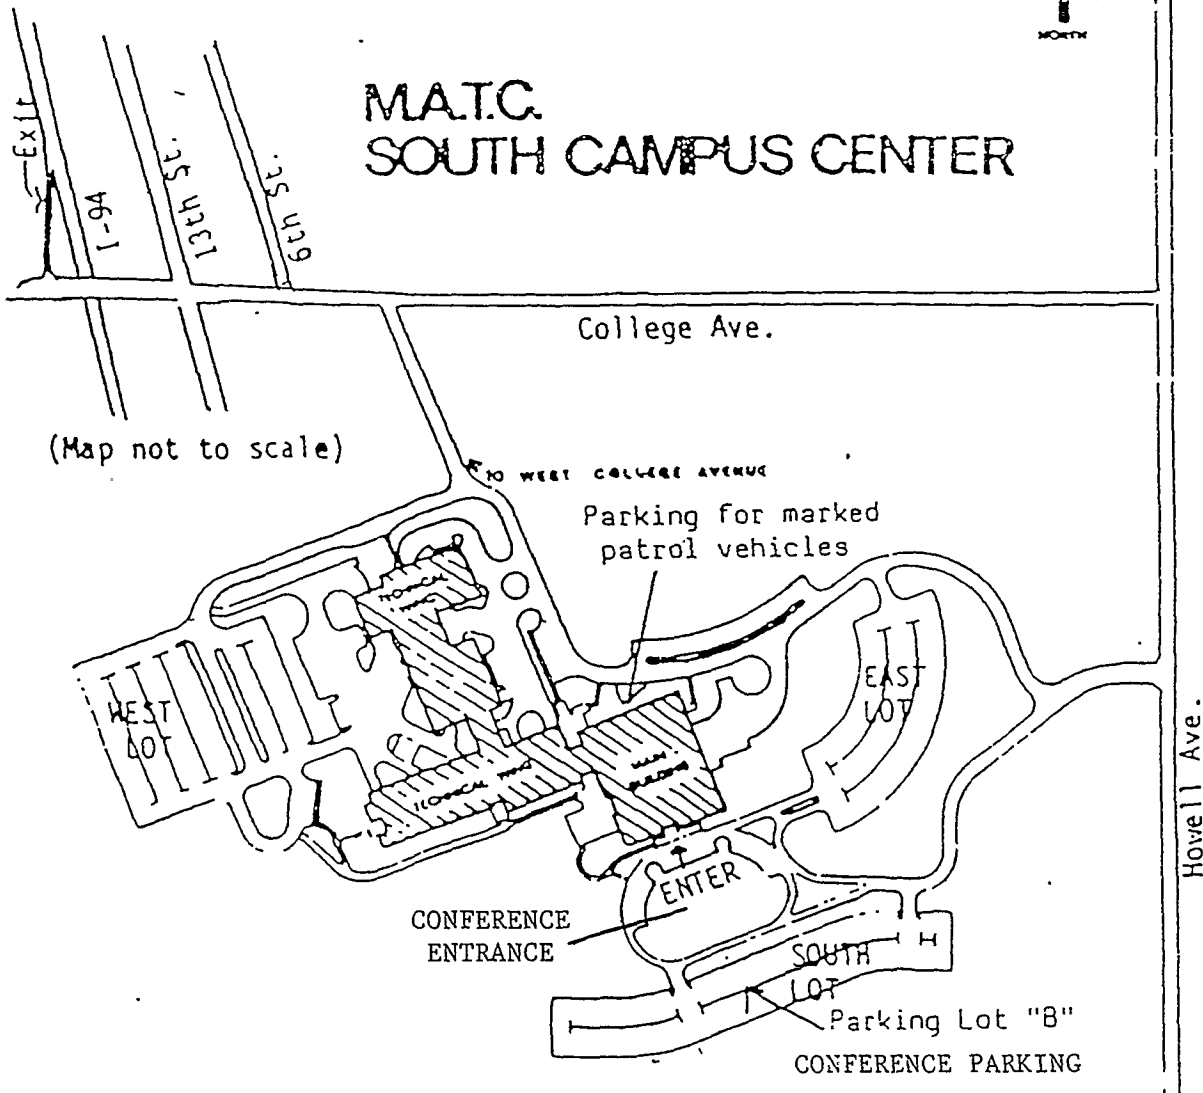 NORTH
M.A.T.C.
SOUTH CAMPUS CENTER
Exit
I-94
13th St.
6th St.
College Ave.
(Map not to scale)
TO WEST COLLEGE AVENUE
Parking for marked
patrol vehicles
WEST
LOT
EAST
LOT
MAIN
BUILDING
Howell Ave.
ENTER
CONFERENCE
ENTRANCE
SOUTH
LOT
Parking Lot "B"
CONFERENCE PARKING